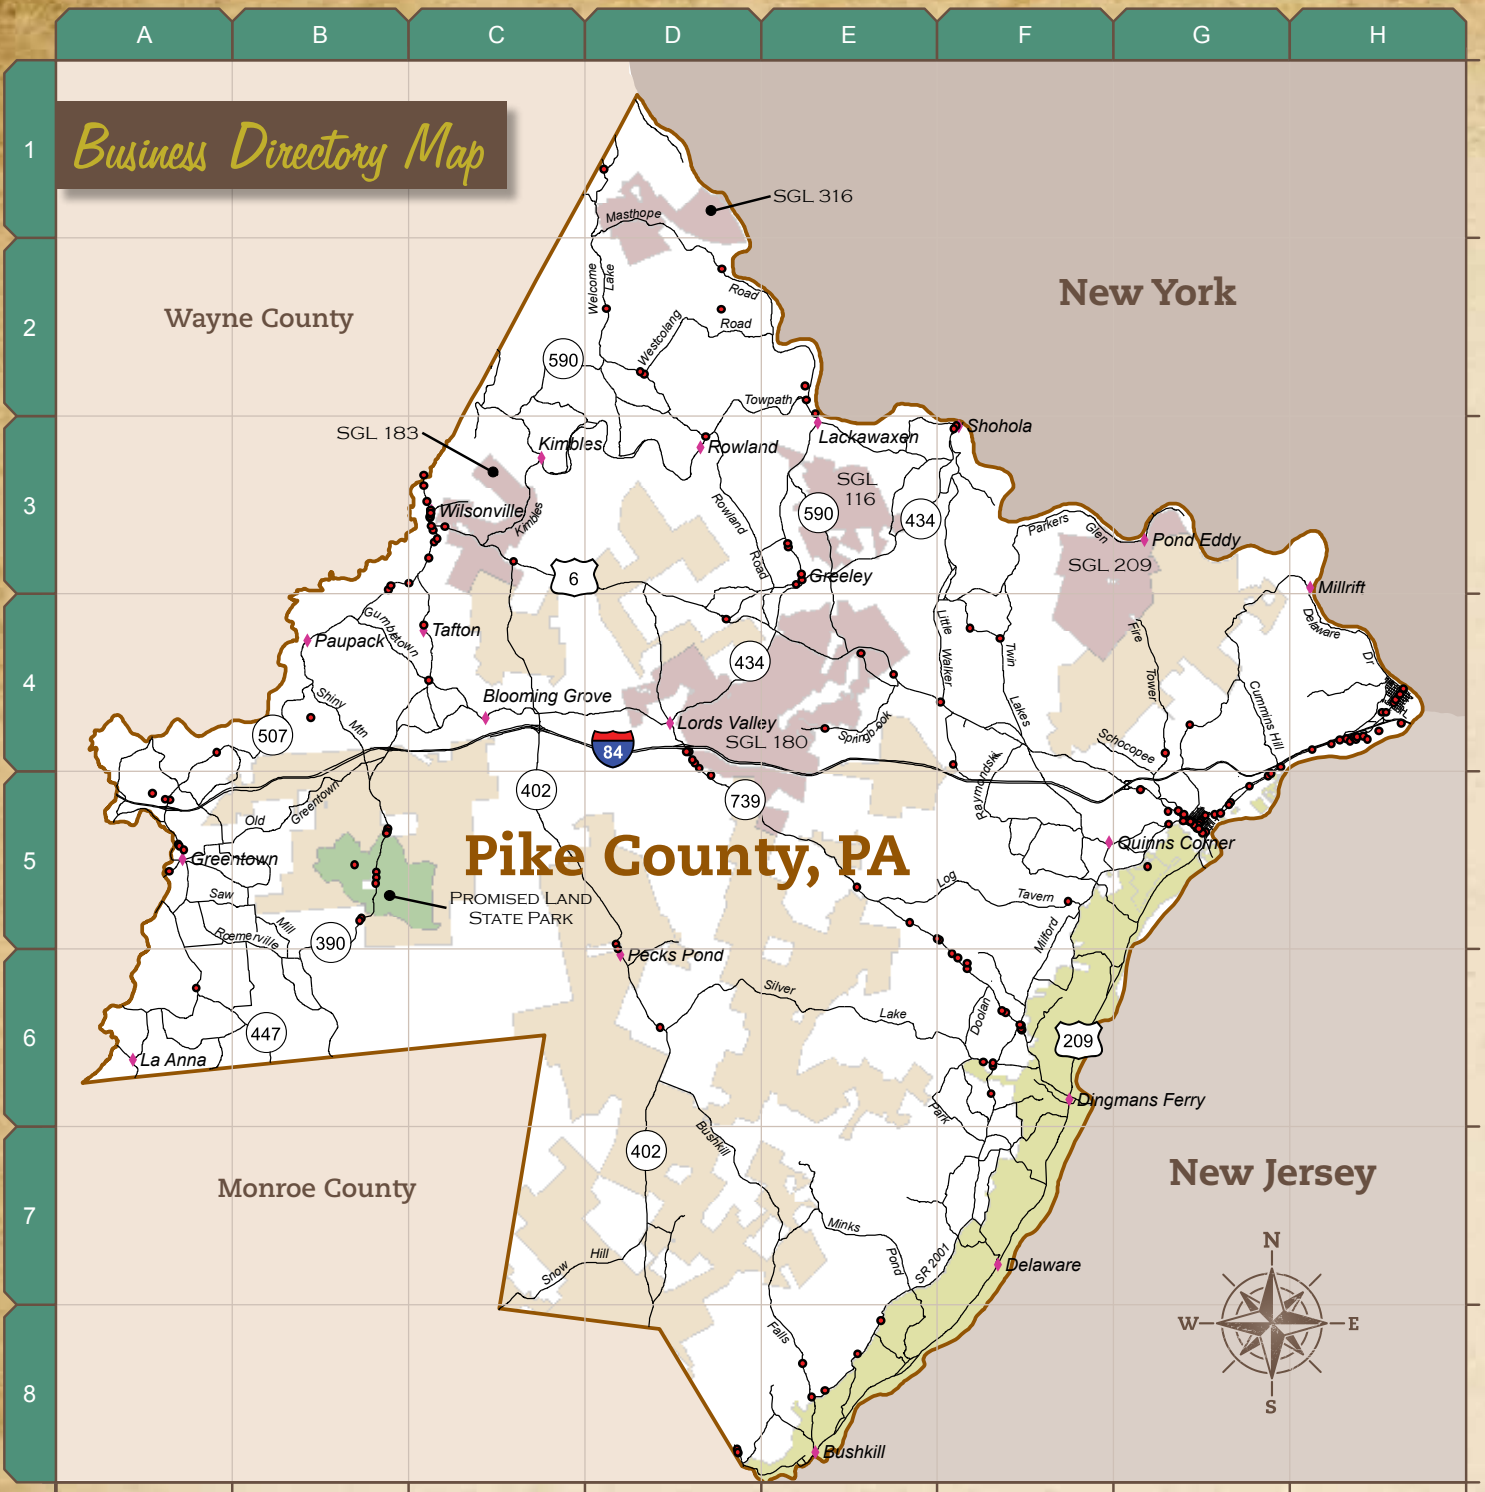 A B C D E F G H
1
Business Directory Map
SGL 316
Masthope
Welcome
Lake
Road
New York
Wayne County
2
Road
Westcolang
590
Towpath
SGL 183
Kimbles
Rowland
Lackawaxen
Shohola
3
Wilsonville
Kimbles
Rowland
Road
SGL
116
590
434
Parkers
Glen
Pond Eddy
SGL 209
6
Greeley
Millrift
Delaware
Dr
Gumbletown
Paupack
Tafton
Little
Walker
Twin
Lakes
Fire
Tower
Cummins Hill
4
434
Shiny
Mtn
Blooming Grove
Lords Valley
SGL 180
Springbrook
Schocopee
507
84
Raymondskill
402
739
Greentown
Old
Pike County, PA
Quinns Corner
5
Greentown
Promised Land
State Park
Saw
Mill
Roemerville
390
Log
Tavern
Milford
Pecks Pond
Silver
Lake
Doolan
6
447
209
La Anna
Dingmans Ferry
Park
Bushkill
402
Monroe County
New Jersey
7
Minks
Pond
SR 2001
Snow
Hill
Delaware
N
W E
S
Falls
8
Bushkill